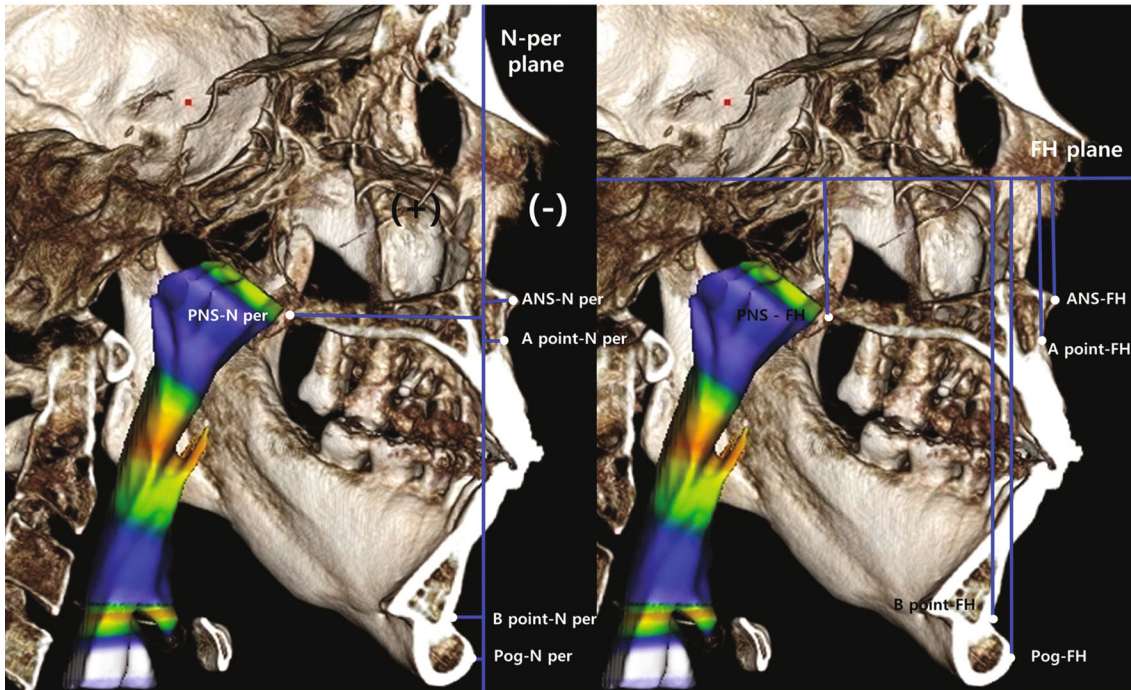 N-per
plane
(+)
(-)
ANS-N per
PNS-N per
A point-N per
B point-N per
Pog-N per
FH plane
ANS-FH
PNS - FH
A point-FH
B point-FH
Pog-FH